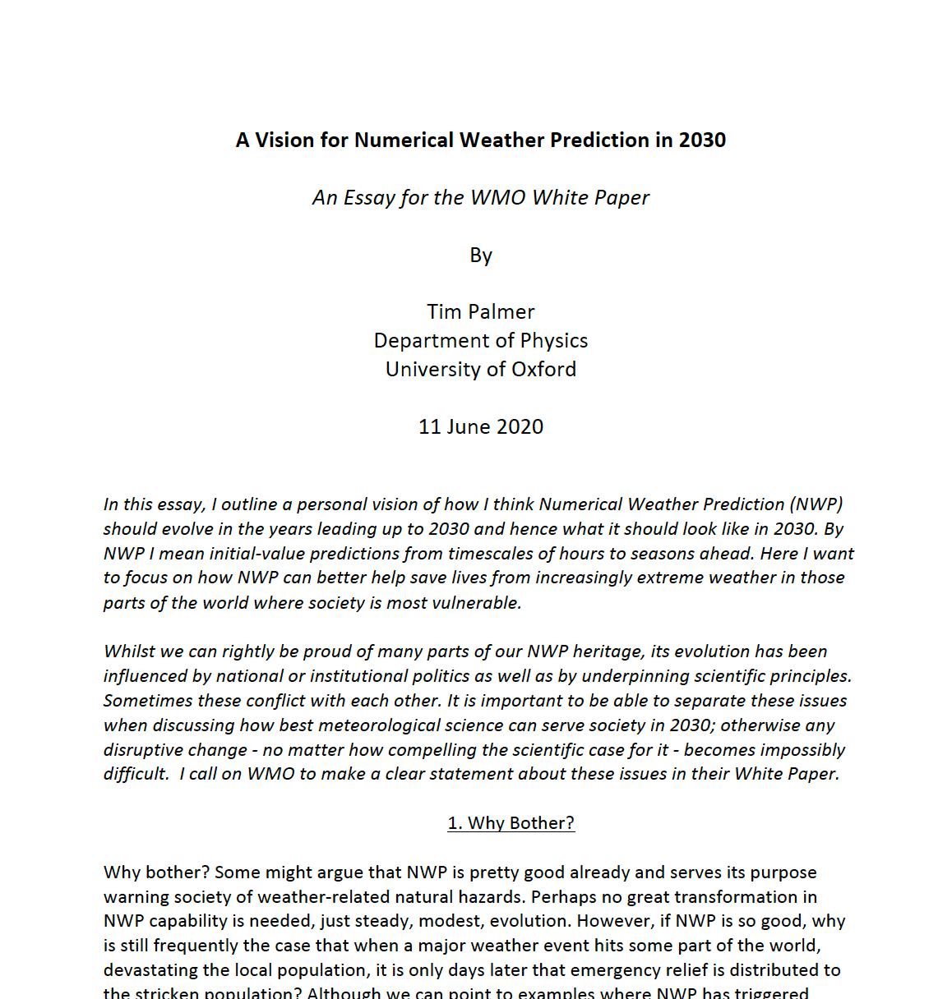 A Vision for Numerical Weather Prediction in 2030
An Essay for the WMO White Paper
By
Tim Palmer
Department of Physics
University of Oxford
11 June 2020
In this essay, I outline a personal vision of how I think Numerical Weather Prediction (NWP)
should evolve in the years leading up to 2030 and hence what it should look like in 2030. By
NWP I mean initial-value predictions from timescales of hours to seasons ahead. Here I want
to focus on how NWP can better help save lives from increasingly extreme weather in those
parts of the world where society is most vulnerable.
Whilst we can rightly be proud of many parts of our NWP heritage, its evolution has been
influenced by national or institutional politics as well as by underpinning scientific principles.
Sometimes these conflict with each other. It is important to be able to separate these issues
when discussing how best meteorological science can serve society in 2030; otherwise any
disruptive change - no matter how compelling the scientific case for it - becomes impossibly
difficult.  I call on WMO to make a clear statement about these issues in their White Paper.
1. Why Bother?
Why bother? Some might argue that NWP is pretty good already and serves its purpose
warning society of weather-related natural hazards. Perhaps no great transformation in
NWP capability is needed, just steady, modest, evolution. However, if NWP is so good, why
is still frequently the case that when a major weather event hits some part of the world,
devastating the local population, it is only days later that emergency relief is distributed to
the stricken population? Although we can point to examples where NWP has triggered